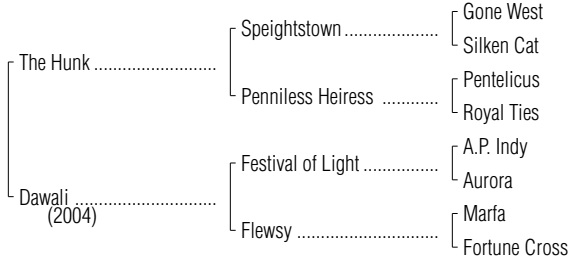 Gone West
Speightstown ....................
Silken Cat
The Hunk ..........................
Pentelicus
Penniless Heiress ............
Royal Ties
A.P. Indy
Festival of Light ................
Aurora
Dawali ..............................
(2004)
Marfa
Flewsy ..............................
Fortune Cross